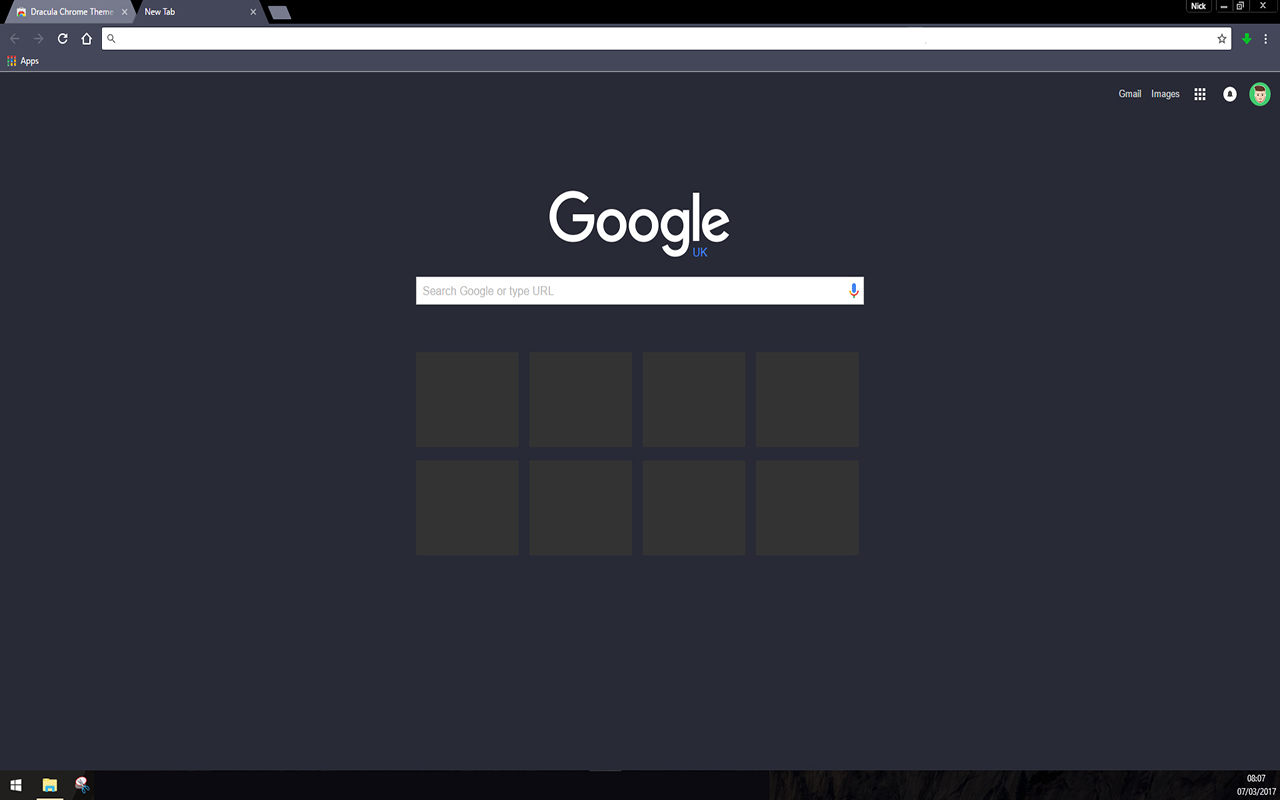 Dracula Chrome Theme
New Tab
Nick
Apps
Gmail
Images
Google
UK
Search Google or type URL
08:07
07/03/2017